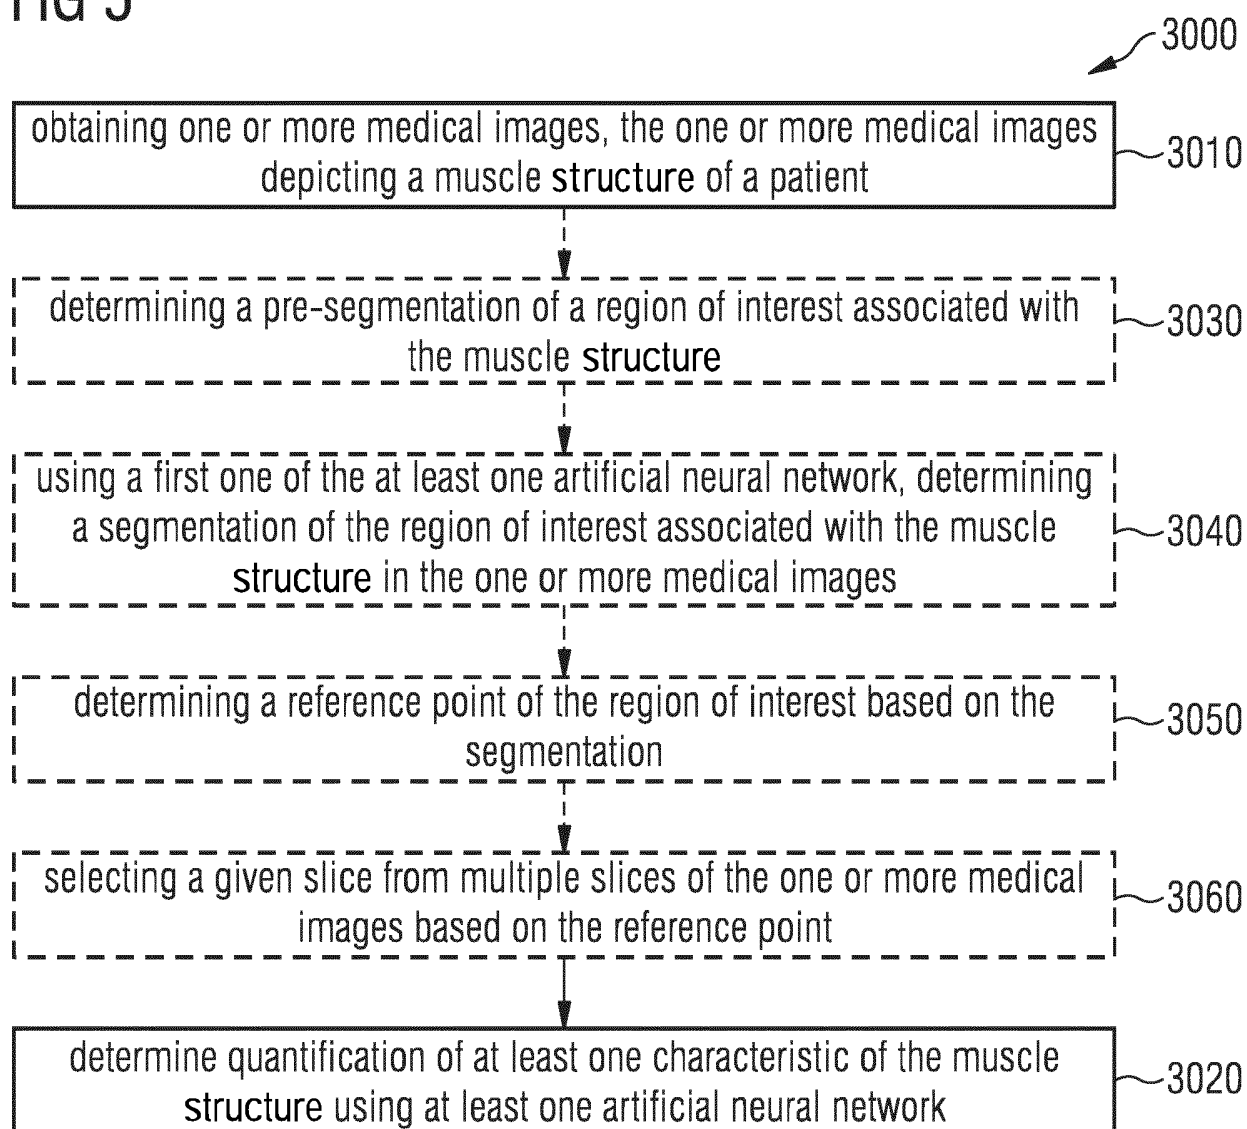 FIG 5
3000
obtaining one or more medical images, the one or more medical images
depicting a muscle structure of a patient
3010
determining a pre-segmentation of a region of interest associated with
the muscle structure
3030
using a first one of the at least one artificial neural network, determining
a segmentation of the region of interest associated with the muscle
structure in the one or more medical images
3040
determining a reference point of the region of interest based on the
segmentation
3050
selecting a given slice from multiple slices of the one or more medical
images based on the reference point
3060
determine quantification of at least one characteristic of the muscle
structure using at least one artificial neural network
3020